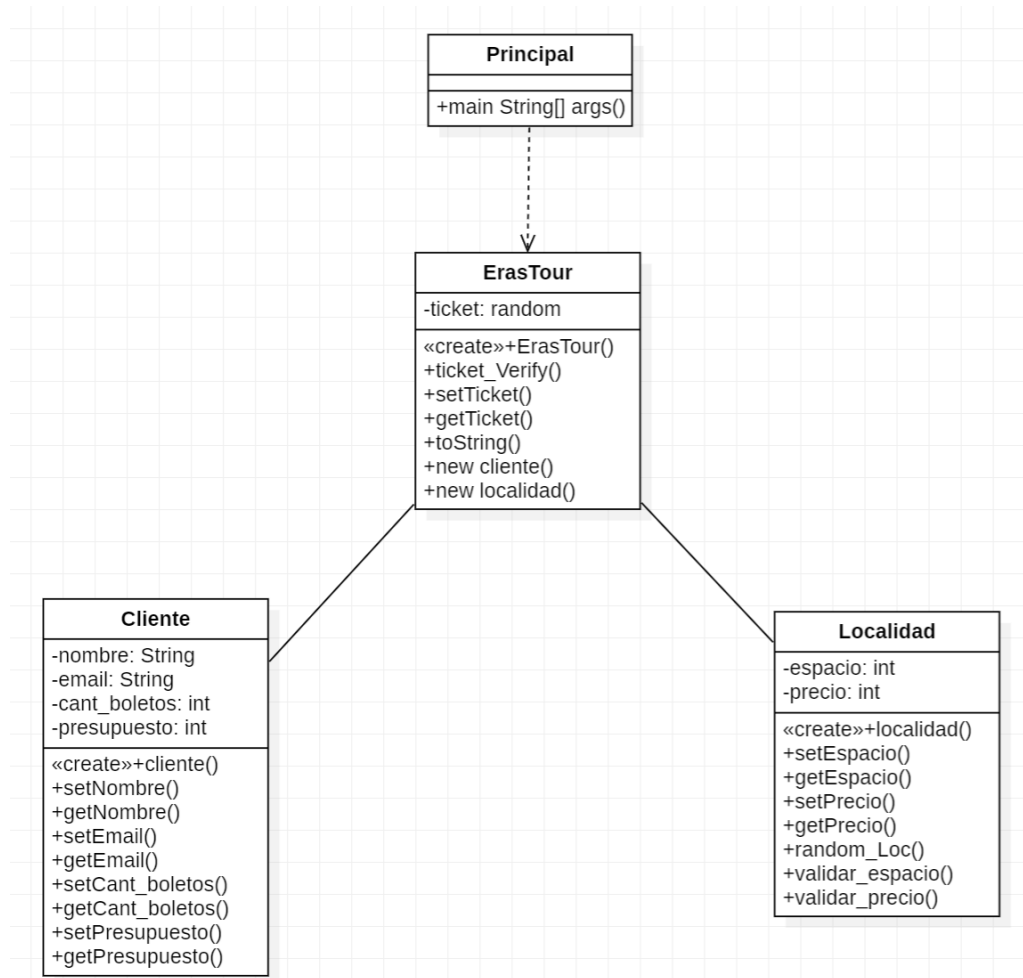 Principal
+main String[] args()
ErasTour
-ticket: random
«create»+ErasTour()
+ticket_Verify()
+setTicket()
+getTicket()
+toString()
+new cliente()
+new localidad()
Cliente
-nombre: String
-email: String
-cant_boletos: int
-presupuesto: int
«create»+cliente()
+setNombre()
+getNombre()
+setEmail()
+getEmail()
+setCant_boletos()
+getCant_boletos()
+setPresupuesto()
+getPresupuesto()
Localidad
-espacio: int
-precio: int
«create»+localidad()
+setEspacio()
+getEspacio()
+setPrecio()
+getPrecio()
+random_Loc()
+validar_espacio()
+validar_precio()